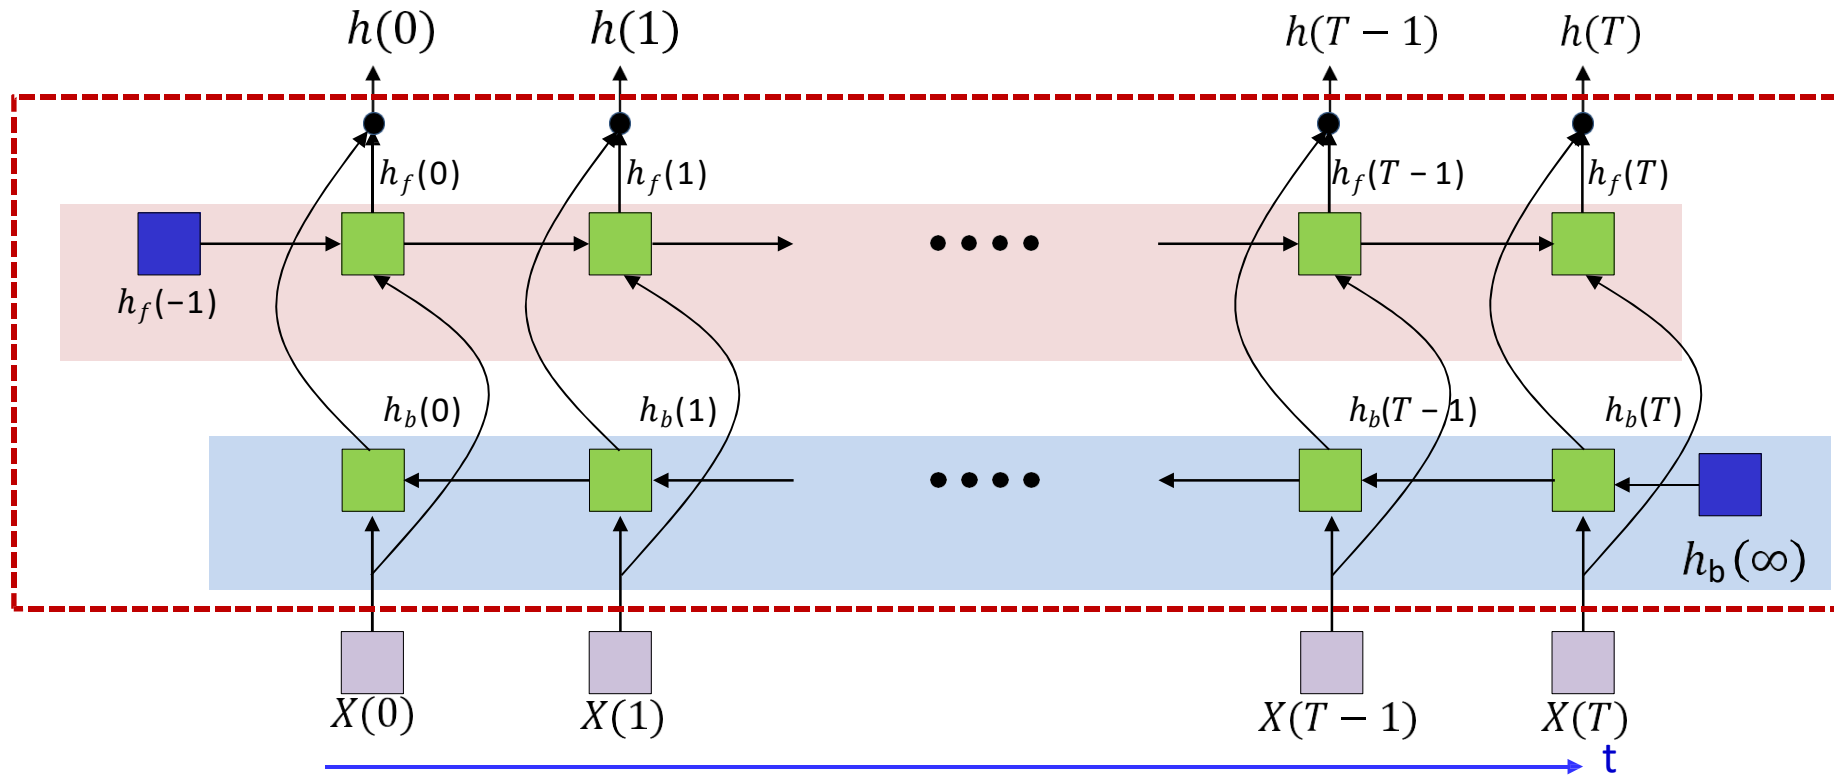 h(0) h(1) h(T − 1) h(T)
h_f(0) h_f(1) h_f(T − 1) h_f(T)
h_f(−1)
h_b(0) h_b(1) h_b(T − 1) h_b(T)
h_b(∞)
X(0) X(1) X(T − 1) X(T)
t